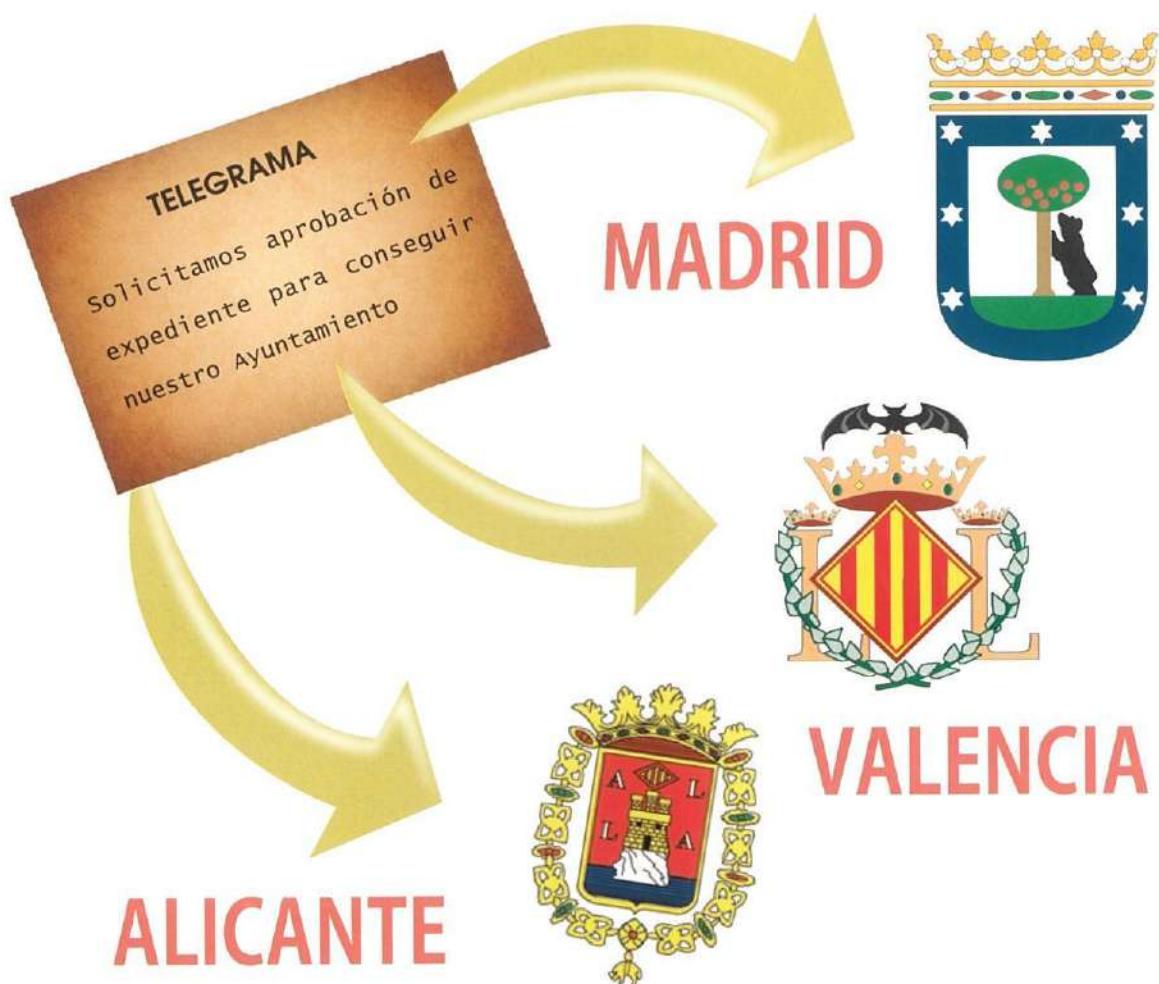 TELEGRAMA
Solicitamos aprobación de
expediente para conseguir
nuestro Ayuntamiento
MADRID
L L
VALENCIA
A L
L A
ALICANTE